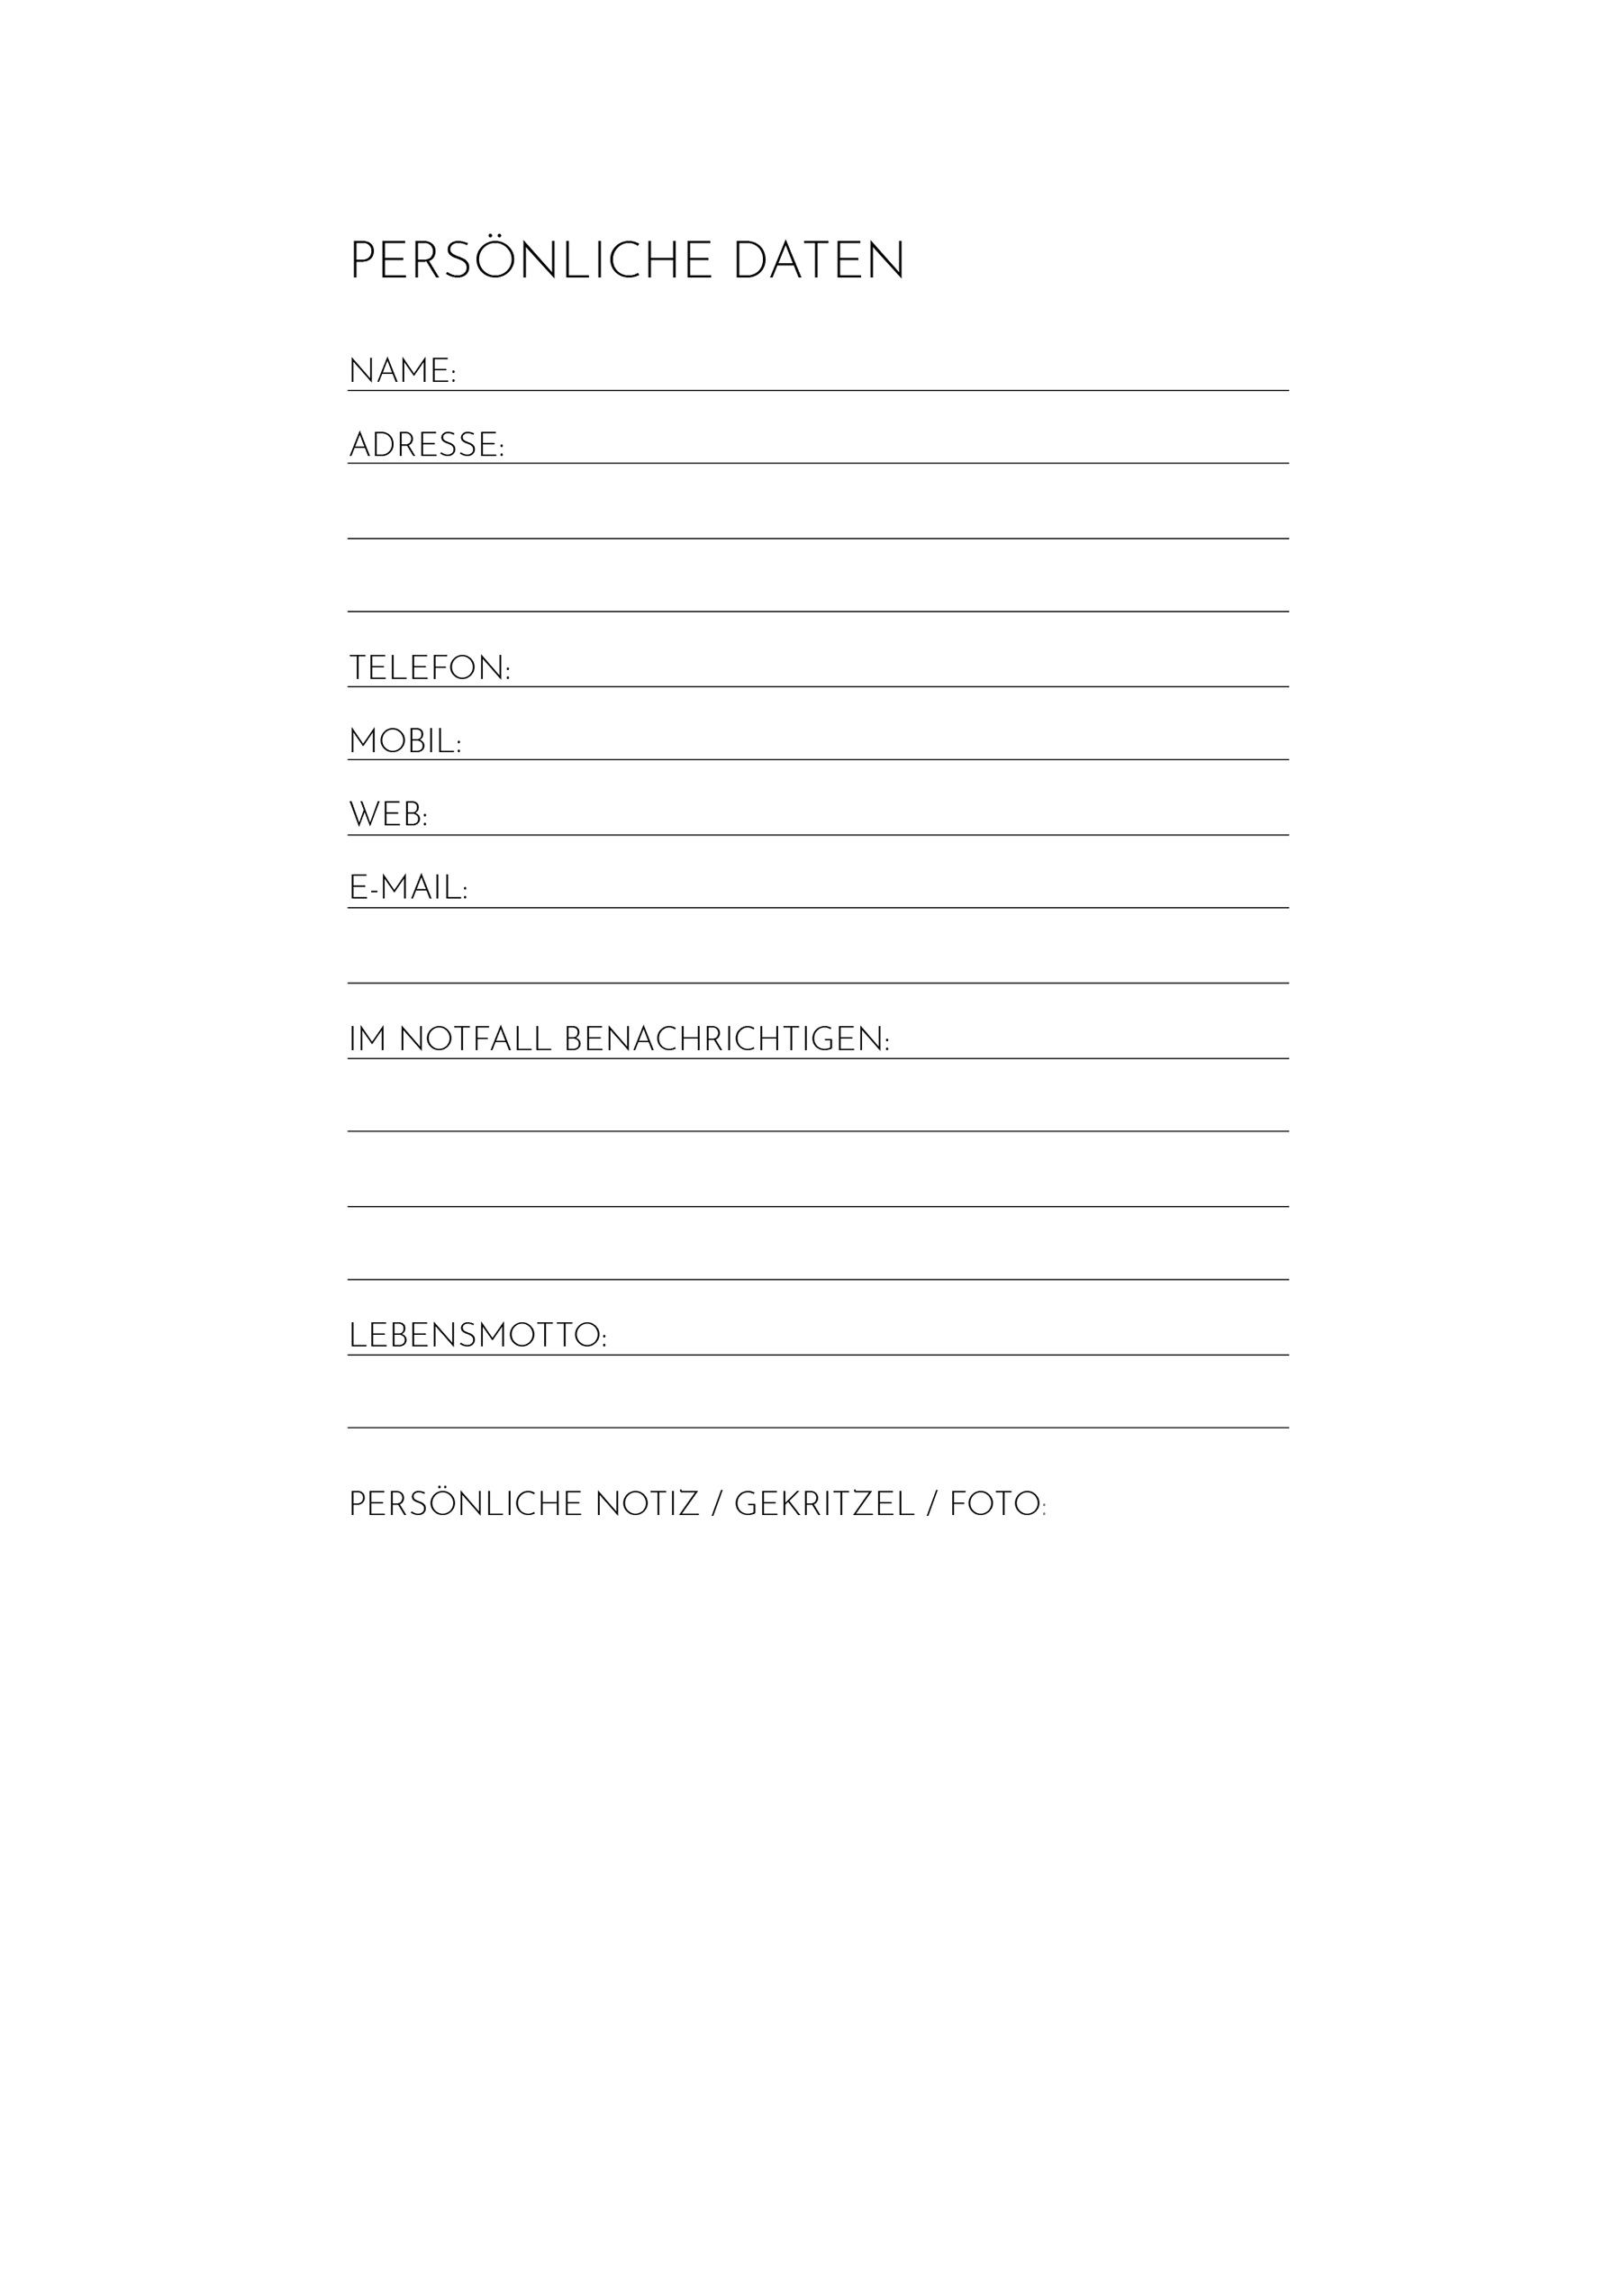 PERSÖNLICHE DATEN
NAME:
ADRESSE:
TELEFON:
MOBIL:
WEB:
E-MAIL:
IM NOTFALL BENACHRICHTIGEN:
LEBENSMOTTO:
PERSÖNLICHE NOTIZ / GEKRITZEL / FOTO: